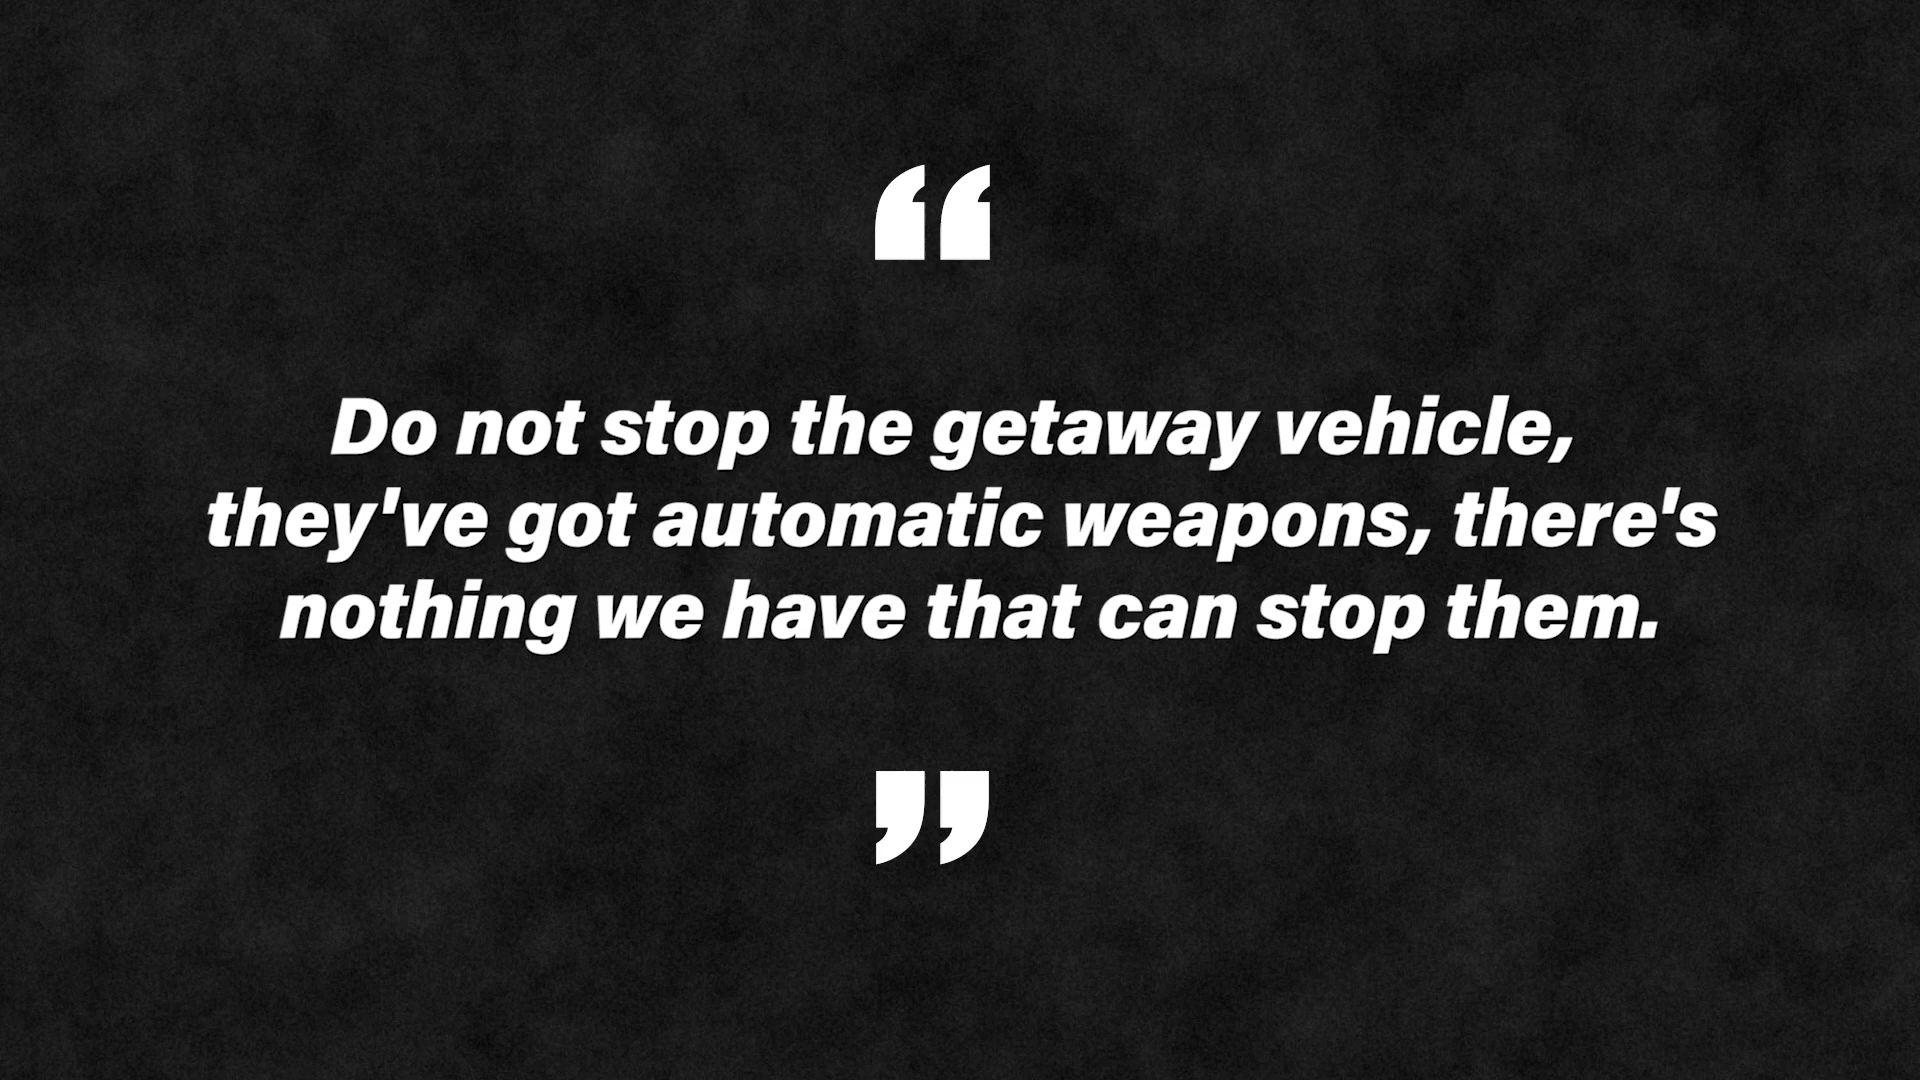 “
Do not stop the getaway vehicle,
they've got automatic weapons, there's
nothing we have that can stop them.
”